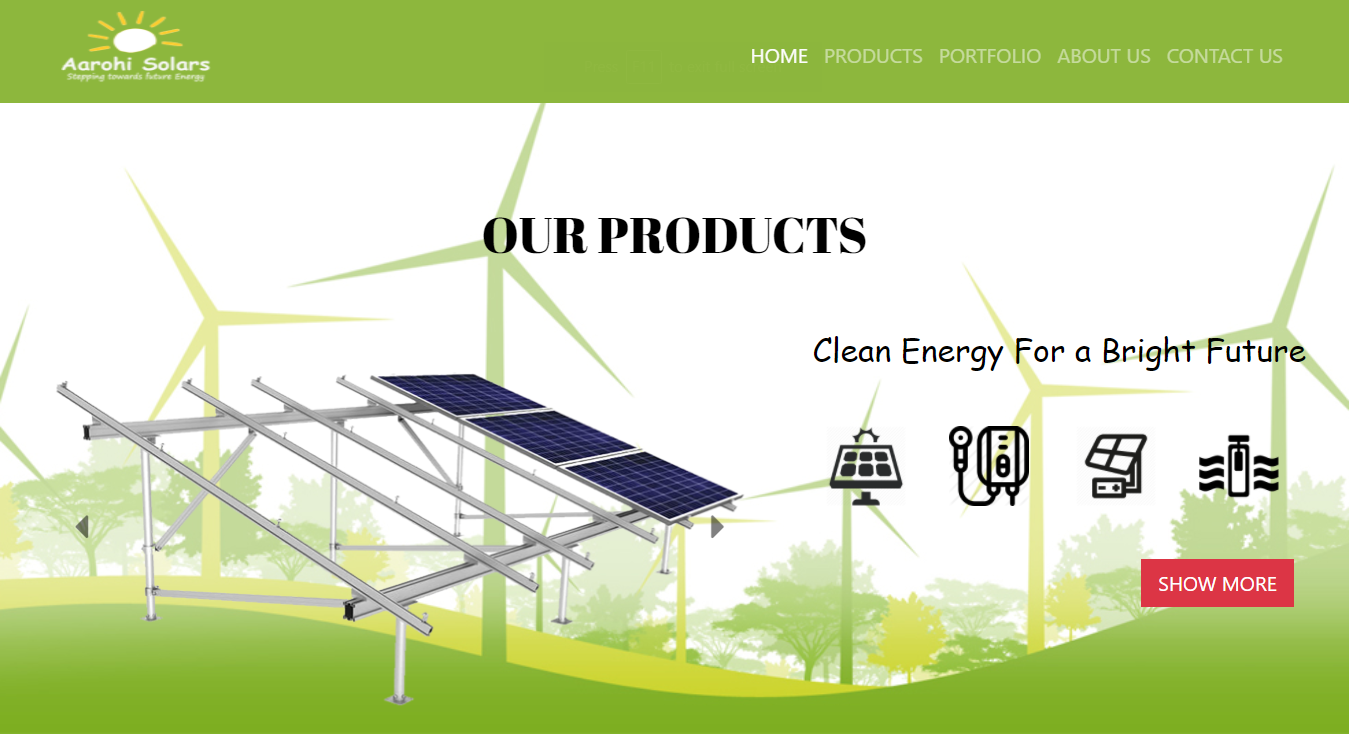 Aarohi Solars
Stepping towards future Energy
HOME PRODUCTS PORTFOLIO ABOUT US CONTACT US
OUR PRODUCTS
Clean Energy For a Bright Future
SHOW MORE